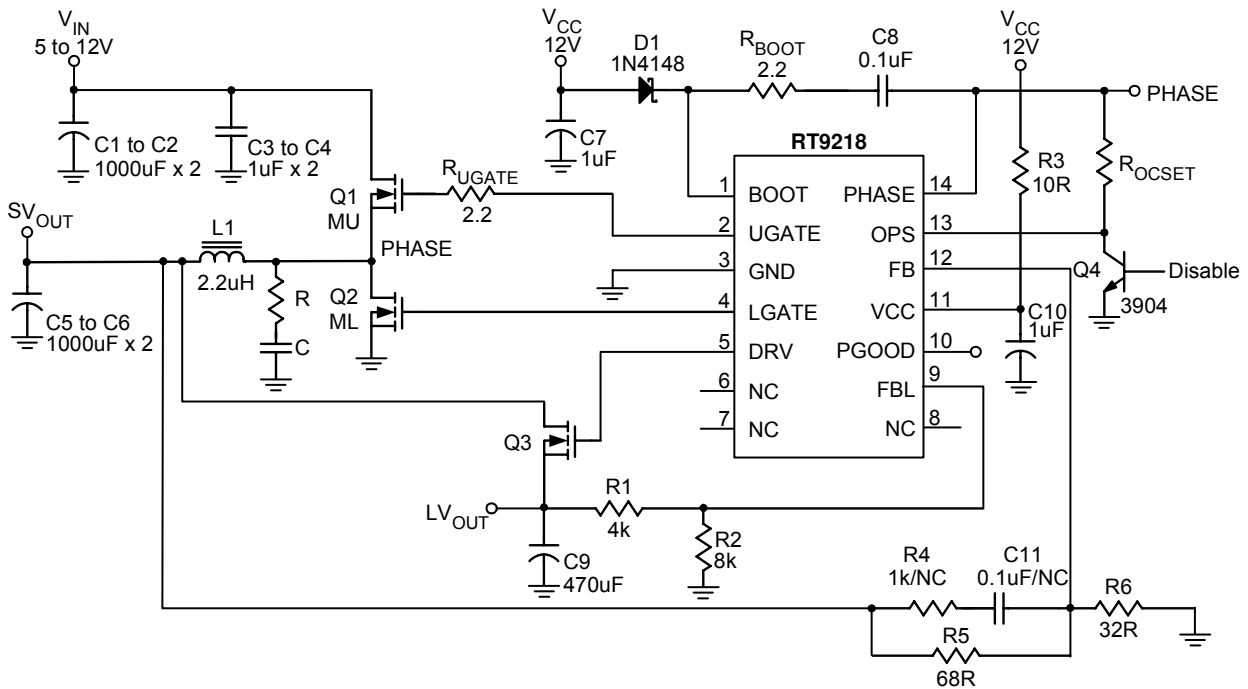 VIN
5 to 12V
VCC
12V
D1
1N4148
RBOOT
2.2
C8
0.1uF
VCC
12V
PHASE
C1 to C2
1000uF x 2
C3 to C4
1uF x 2
C7
1uF
RT9218
R3
10R
ROCSET
Q1
MU
RUGATE
2.2
1
BOOT
PHASE
14
2
UGATE
OPS
13
3
GND
FB
12
4
LGATE
VCC
11
5
DRV
PGOOD
10
6
NC
FBL
9
7
NC
NC
8
Q4
Disable
3904
C10
1uF
SVOUT
L1
2.2uH
PHASE
R
C
Q2
ML
C5 to C6
1000uF x 2
Q3
LVOUT
R1
4k
R2
8k
C9
470uF
R4
1k/NC
C11
0.1uF/NC
R6
32R
R5
68R